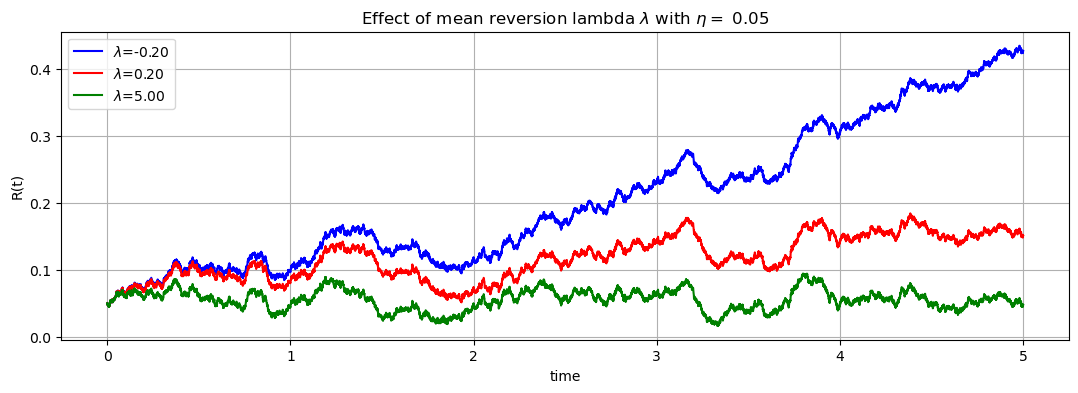 Effect of mean reversion lambda λ with η = 0.05
λ=-0.20
λ=0.20
λ=5.00
R(t)
0.4
0.3
0.2
0.1
0.0
0 1 2 3 4 5
time